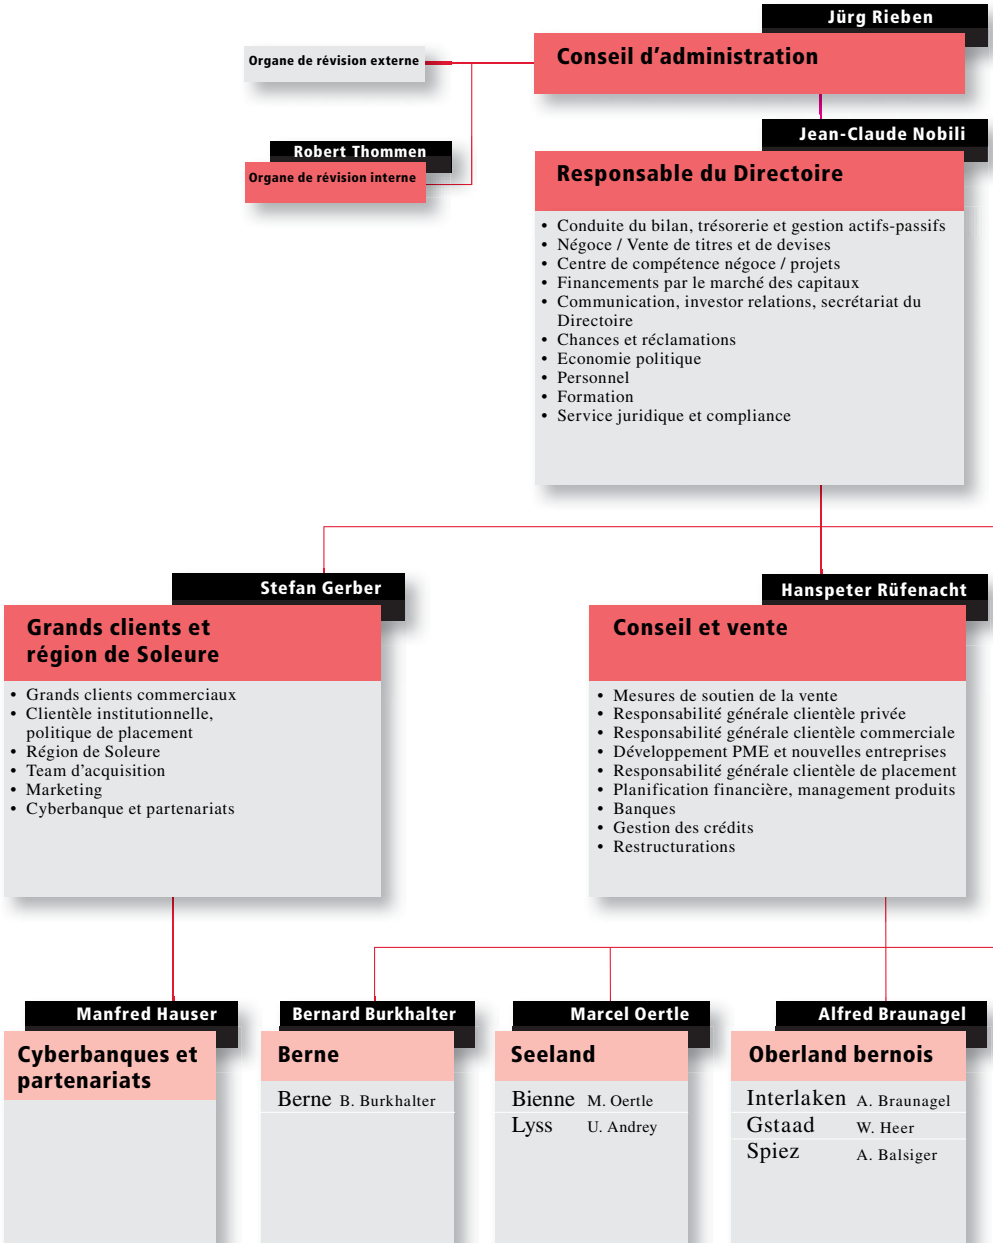 Jürg Rieben
Conseil d'administration
Organe de révision externe
Robert Thommen
Organe de révision interne
Jean-Claude Nobili
Responsable du Directoire
• Conduite du bilan, trésorerie et gestion actifs-passifs
• Négoce / Vente de titres et de devises
• Centre de compétence négoce / projets
• Financements par le marché des capitaux
• Communication, investor relations, secrétariat du
Directoire
• Chances et réclamations
• Economie politique
• Personnel
• Formation
• Service juridique et compliance
Stefan Gerber
Grands clients et
région de Soleure
• Grands clients commerciaux
• Clientèle institutionnelle,
politique de placement
• Région de Soleure
• Team d'acquisition
• Marketing
• Cyberbanque et partenariats
Hanspeter Rüfenacht
Conseil et vente
• Mesures de soutien de la vente
• Responsabilité générale clientèle privée
• Responsabilité générale clientèle commerciale
• Développement PME et nouvelles entreprises
• Responsabilité générale clientèle de placement
• Planification financière, management produits
• Banques
• Gestion des crédits
• Restructurations
Manfred Hauser
Cyberbanques et
partenariats
Bernard Burkhalter
Berne
Berne B. Burkhalter
Marcel Oertle
Seeland
Bienne M. Oertle
Lyss U. Andrey
Alfred Braunagel
Oberland bernois
Interlaken A. Braunagel
Gstaad W. Heer
Spiez A. Balsiger